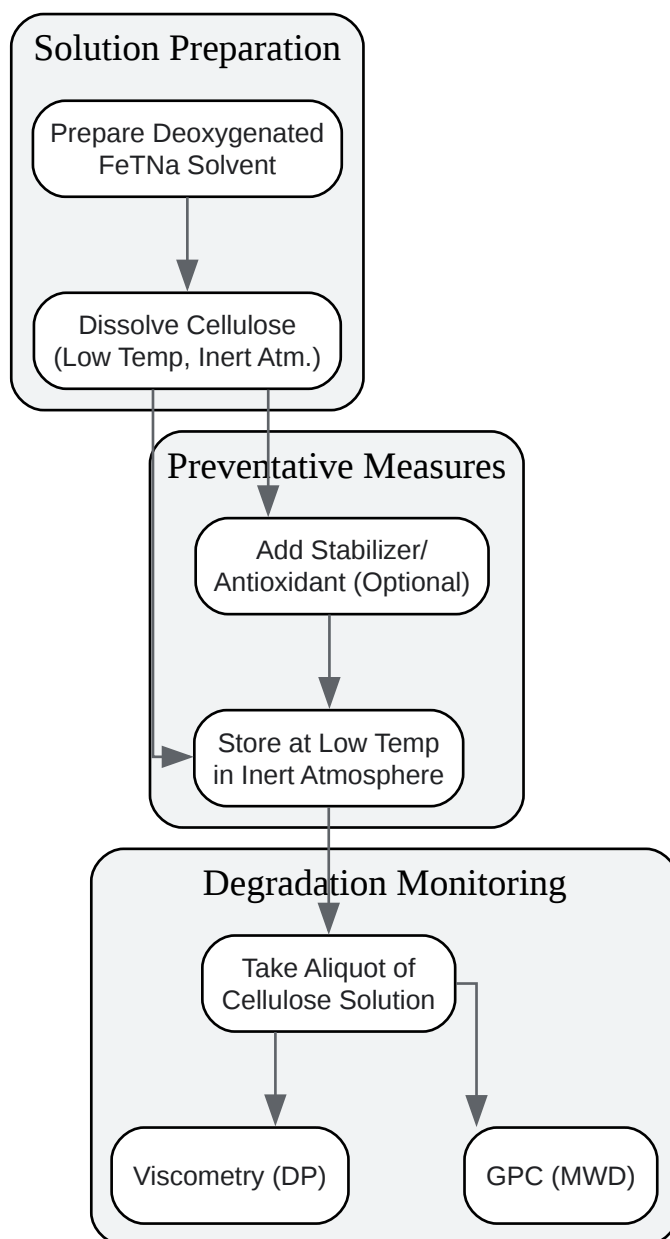 Solution Preparation
Prepare Deoxygenated
FeTNa Solvent
Dissolve Cellulose
(Low Temp, Inert Atm.)
Preventative Measures
Add Stabilizer/
Antioxidant (Optional)
Store at Low Temp
in Inert Atmosphere
Degradation Monitoring
Take Aliquot of
Cellulose Solution
Viscometry (DP)
GPC (MWD)